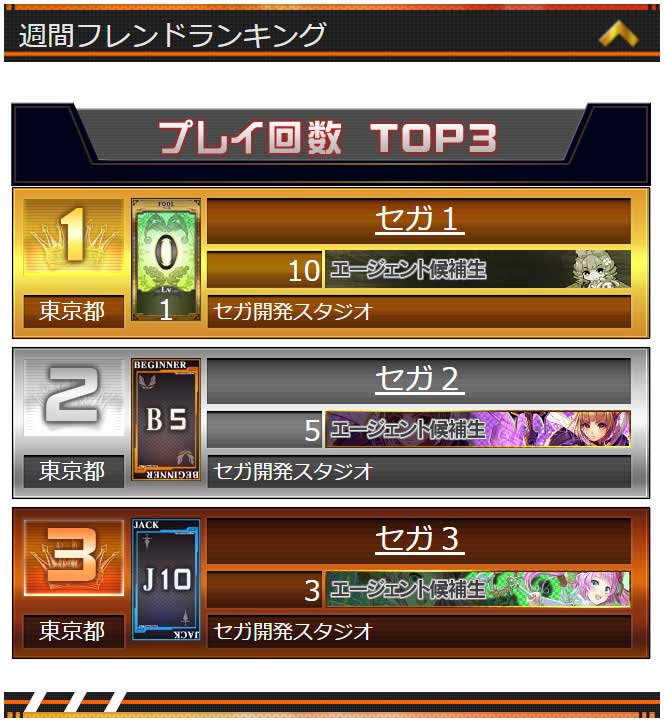 週間フレンドランキング
プレイ回数 TOP3
1
FOOL
0
Lv
1
セガ１
10
エージェント候補生
東京都
セガ開発スタジオ
2
BEGINNER
B5
BEGINNER
セガ２
5
エージェント候補生
東京都
セガ開発スタジオ
3
JACK
J10
JACK
セガ３
3
エージェント候補生
東京都
セガ開発スタジオ